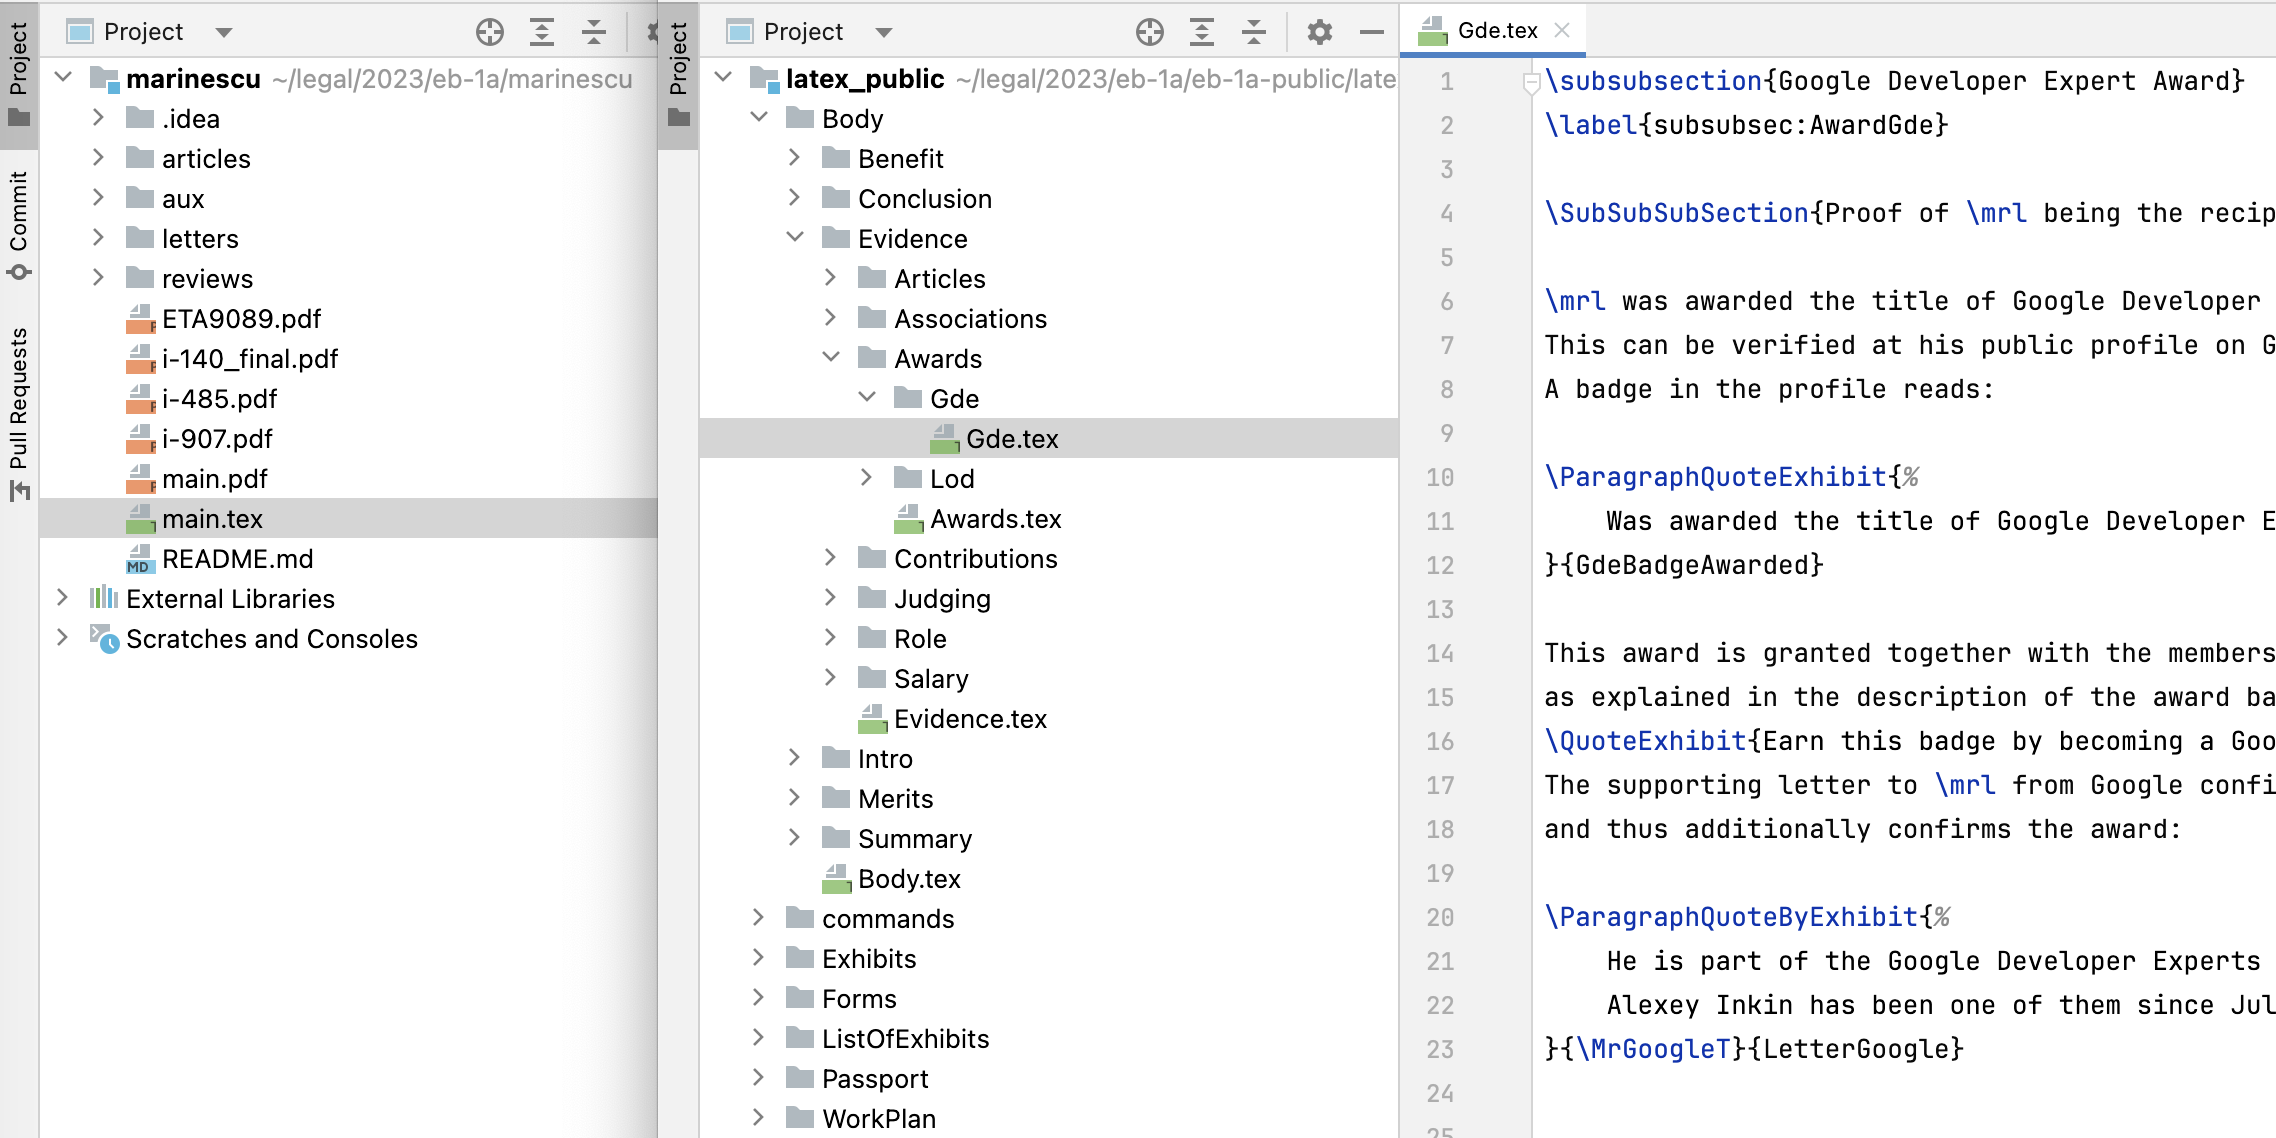 Project
Commit
Pull Requests
Project
marinescu ~/legal/2023/eb-1a/marinescu
.idea
articles
aux
letters
reviews
ETA9089.pdf
i-140_final.pdf
i-485.pdf
i-907.pdf
main.pdf
main.tex
README.md
External Libraries
Scratches and Consoles
Project
Project
latex_public ~/legal/2023/eb-1a/eb-1a-public/late
Body
Benefit
Conclusion
Evidence
Articles
Associations
Awards
Gde
Gde.tex
Lod
Awards.tex
Contributions
Judging
Role
Salary
Evidence.tex
Intro
Merits
Summary
Body.tex
commands
Exhibits
Forms
ListOfExhibits
Passport
WorkPlan
Gde.tex
1 \subsubsection{Google Developer Expert Award}
2 \label{subsubsec:AwardGde}
3
4 \SubSubSubSection{Proof of \mrl being the recip
5
6 \mrl was awarded the title of Google Developer
7 This can be verified at his public profile on G
8 A badge in the profile reads:
9
10 \ParagraphQuoteExhibit{%
11 Was awarded the title of Google Developer E
12 }{GdeBadgeAwarded}
13
14 This award is granted together with the members
15 as explained in the description of the award ba
16 \QuoteExhibit{Earn this badge by becoming a Goo
17 The supporting letter to \mrl from Google confi
18 and thus additionally confirms the award:
19
20 \ParagraphQuoteByExhibit{%
21 He is part of the Google Developer Experts
22 Alexey Inkin has been one of them since Jul
23 }{\MrGoogleT}{LetterGoogle}
24
25